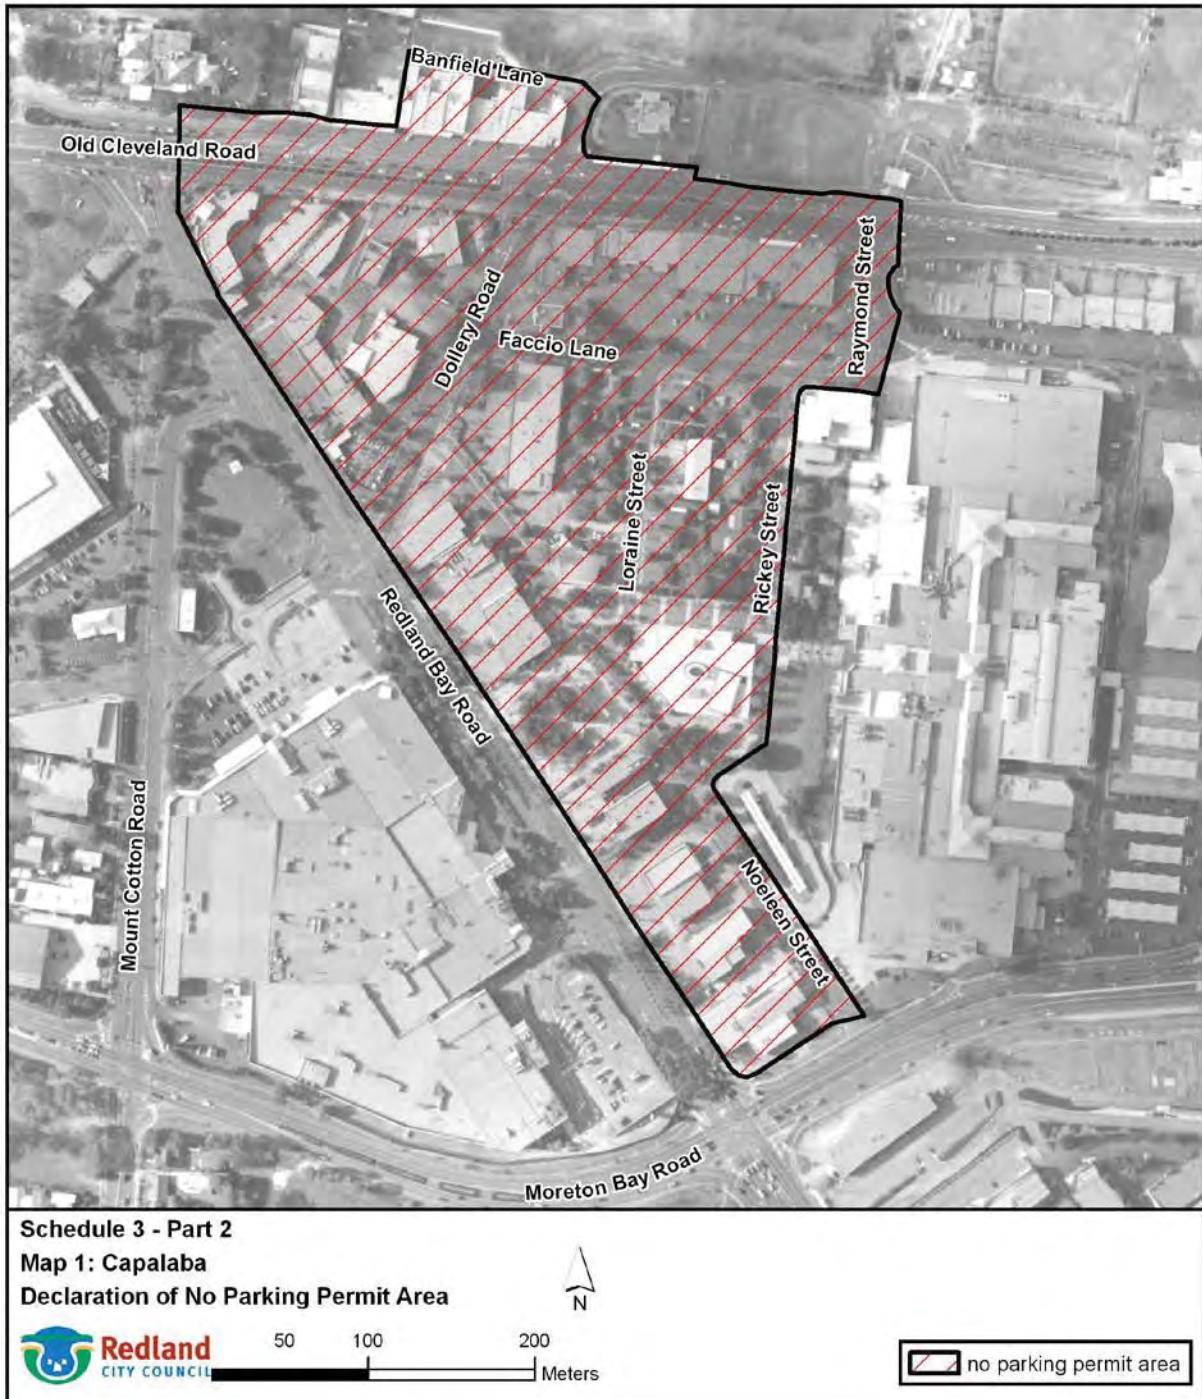 Banfield Lane
Old Cleveland Road
Raymond Street
Dollery Road
Faccio Lane
Loraine Street
Rickey Street
Redland Bay Road
Mount Cotton Road
Noeleen Street
Moreton Bay Road
Schedule 3 - Part 2
Map 1: Capalaba
Declaration of No Parking Permit Area
N
Redland
CITY COUNCIL
50 100 200
Meters
no parking permit area